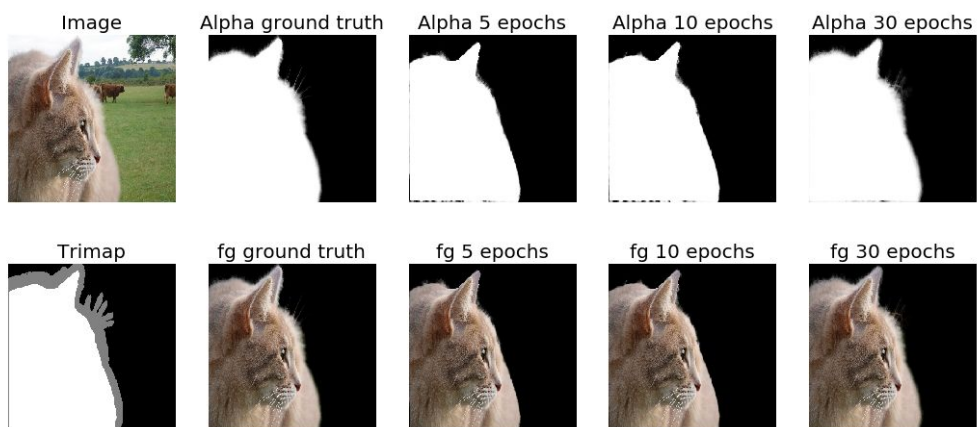 Image
Alpha ground truth
Alpha 5 epochs
Alpha 10 epochs
Alpha 30 epochs
Trimap
fg ground truth
fg 5 epochs
fg 10 epochs
fg 30 epochs